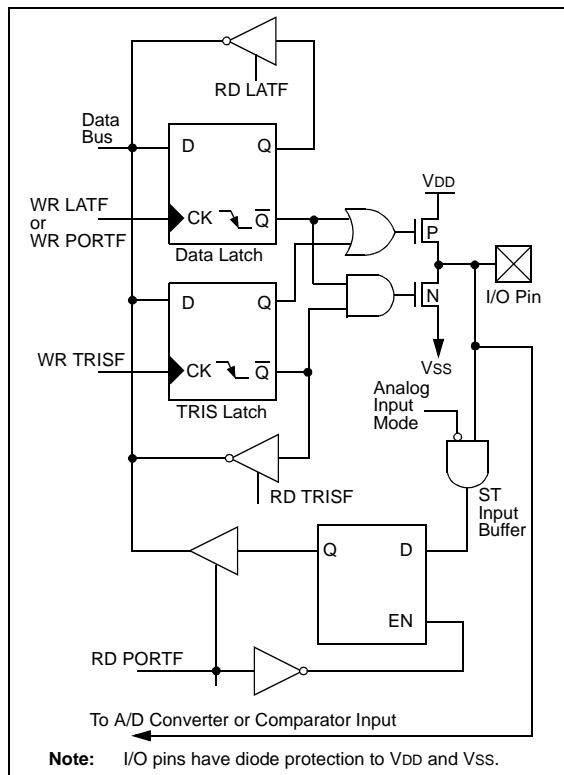 RD LATF
Data
Bus
D
Q
WR LATF
or
WR PORTF
CK
Q̅
Data Latch
VDD
P
I/O Pin
D
Q
N
WR TRISF
CK
Q̅
TRIS Latch
VSS
Analog
Input
Mode
RD TRISF
ST
Input
Buffer
Q
D
EN
RD PORTF
To A/D Converter or Comparator Input
Note: I/O pins have diode protection to VDD and VSS.